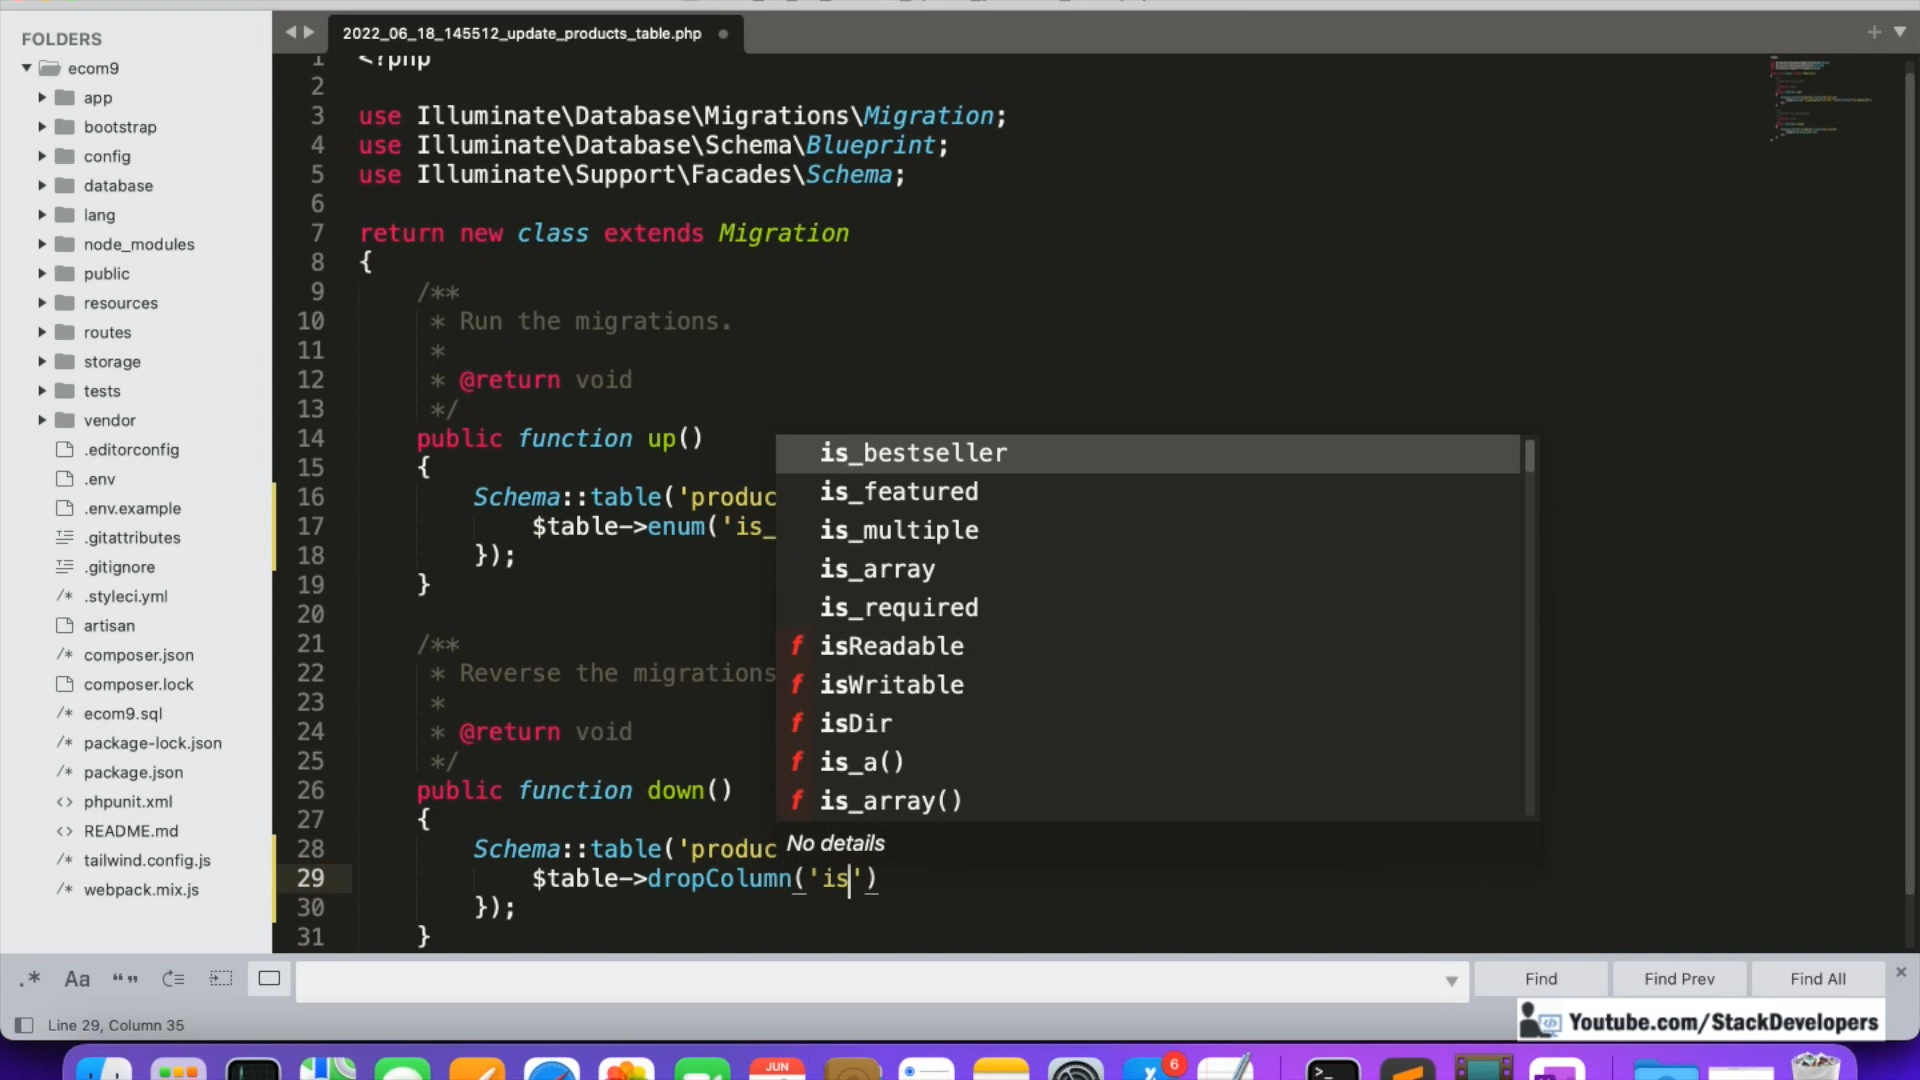 FOLDERS
ecom9
app
bootstrap
config
database
lang
node_modules
public
resources
routes
storage
tests
vendor
.editorconfig
.env
.env.example
.gitattributes
.gitignore
/* .styleci.yml
artisan
/* composer.json
composer.lock
/* ecom9.sql
/* package-lock.json
/* package.json
<> phpunit.xml
<> README.md
/* tailwind.config.js
/* webpack.mix.js
2022_06_18_145512_update_products_table.php
1 <?php
2
3 use Illuminate\Database\Migrations\Migration;
4 use Illuminate\Database\Schema\Blueprint;
5 use Illuminate\Support\Facades\Schema;
6
7 return new class extends Migration
8 {
9 /**
10 * Run the migrations.
11 *
12 * @return void
13 */
14 public function up()
15 {
16 Schema::table('produc
17 $table->enum('is_
18 });
19 }
20
21 /**
22 * Reverse the migrations
23 *
24 * @return void
25 */
26 public function down()
27 {
28 Schema::table('produc
29 $table->dropColumn('is')
30 });
31 }
is_bestseller
is_featured
is_multiple
is_array
is_required
f isReadable
f isWritable
f isDir
f is_a()
f is_array()
No details
.* Aa “” Find Find Prev Find All
Line 29, Column 35
Youtube.com/StackDevelopers
JUN
6